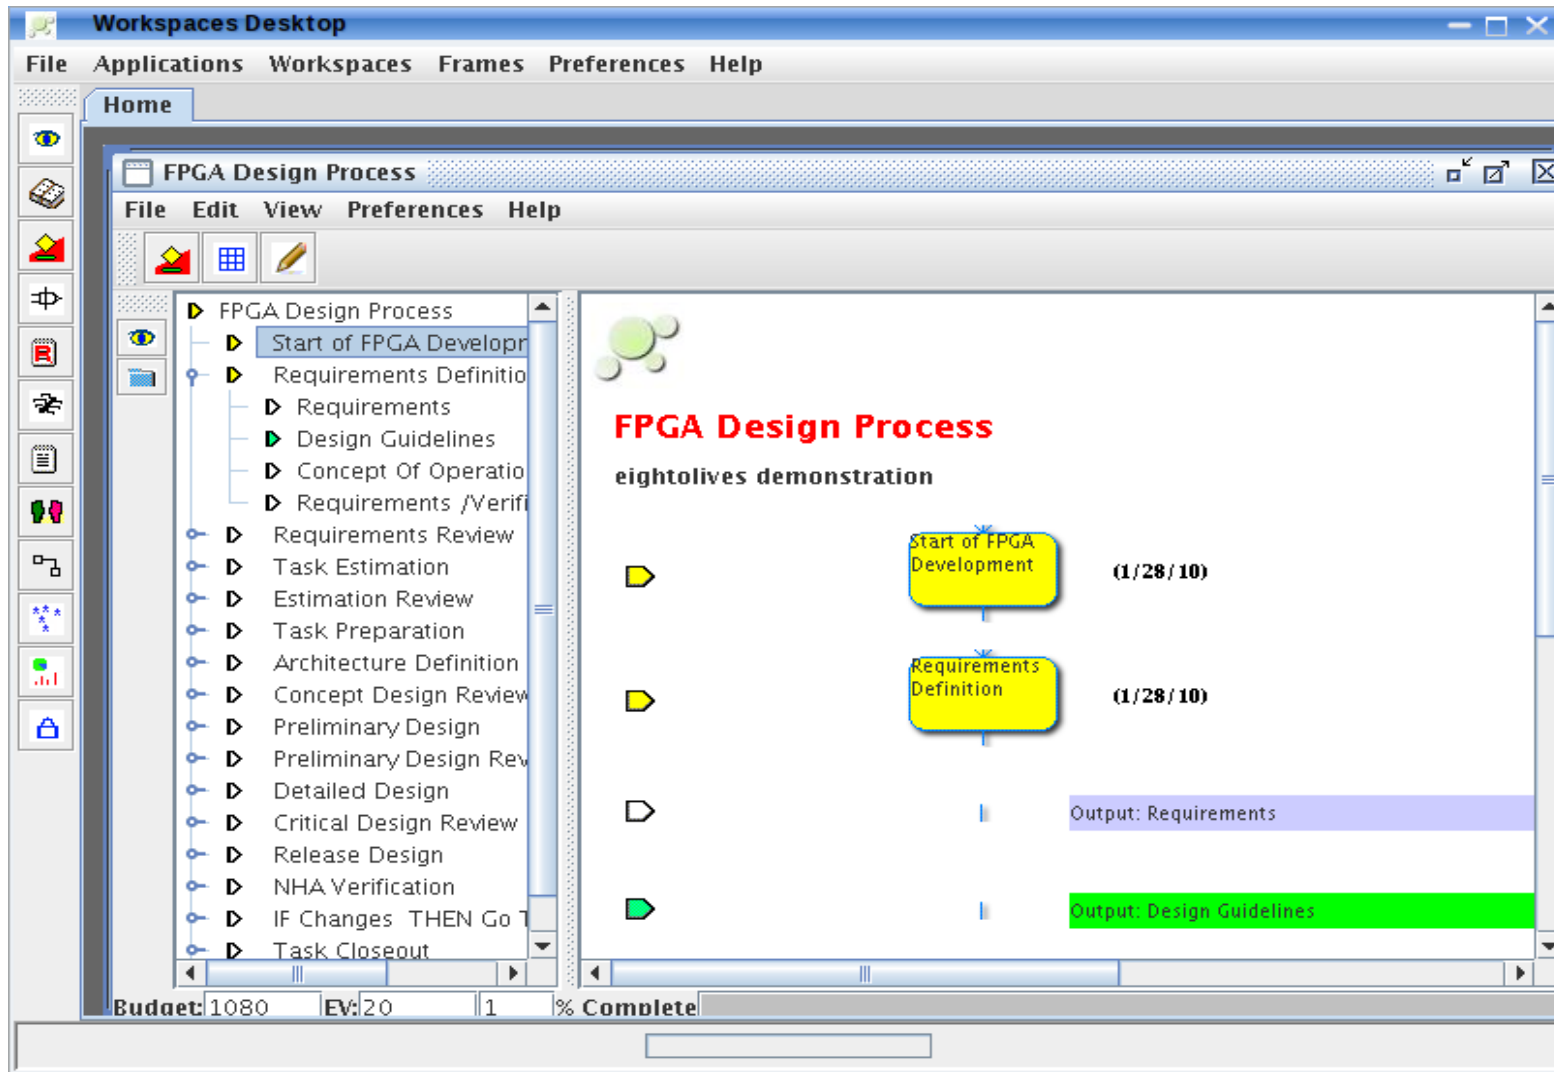 Workspaces Desktop
File Applications Workspaces Frames Preferences Help
Home
FPGA Design Process
File Edit View Preferences Help
FPGA Design Process
Start of FPGA Developm
Requirements Definitio
Requirements
Design Guidelines
Concept Of Operatio
Requirements /Verifi
Requirements Review
Task Estimation
Estimation Review
Task Preparation
Architecture Definition
Concept Design Review
Preliminary Design
Preliminary Design Rev
Detailed Design
Critical Design Review
Release Design
NHA Verification
IF Changes THEN Go T
Task Closeout
FPGA Design Process
eightolives demonstration
Start of FPGA
Development
(1/28/10)
Requirements
Definition
(1/28/10)
Output: Requirements
Output: Design Guidelines
Budget: 1080 EV: 20 1 % Complete